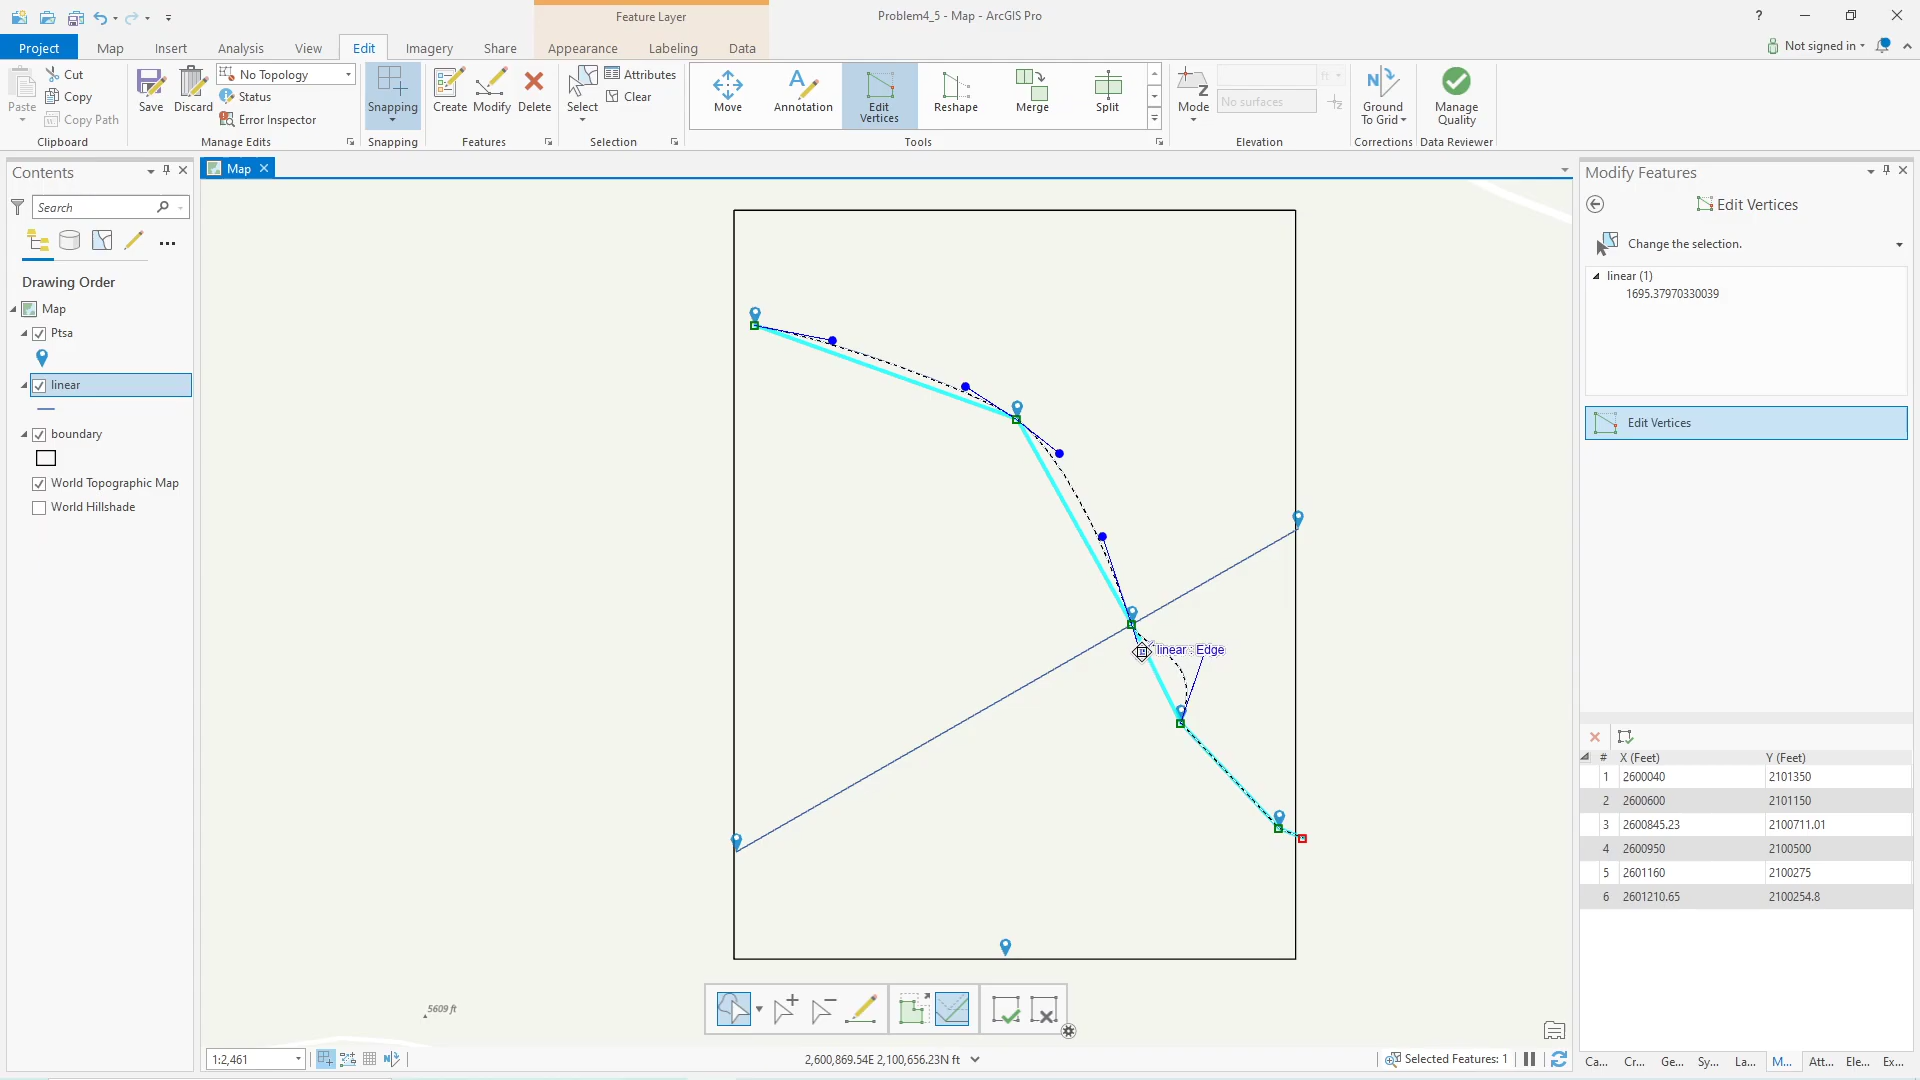 Feature Layer
Problem4_5 - Map - ArcGIS Pro
?
Project
Map
Insert
Analysis
View
Edit
Imagery
Share
Appearance
Labeling
Data
Not signed in
Paste
Cut
Copy
Copy Path
Clipboard
Save
Discard
No Topology
Status
Error Inspector
Manage Edits
Snapping
Snapping
Create
Modify
Delete
Features
Select
Attributes
Clear
Selection
Move
Annotation
Edit
Vertices
Reshape
Merge
Split
Tools
Mode
ft
No surfaces
Elevation
Ground
To Grid
Corrections
Manage
Quality
Data Reviewer
Contents
Search
Drawing Order
Map
Ptsa
linear
boundary
World Topographic Map
World Hillshade
Map
linear : Edge
5609 ft
1:2,461
2,600,869.54E 2,100,656.23N ft
Selected Features: 1
Modify Features
Edit Vertices
Change the selection.
linear (1)
1695.37970330039
Edit Vertices
# X (Feet) Y (Feet)
1 2600040 2101350
2 2600600 2101150
3 2600845.23 2100711.01
4 2600950 2100500
5 2601160 2100275
6 2601210.65 2100254.8
Ca... Cr... Ge... Sy... La... M... Att... Ele... Ex...